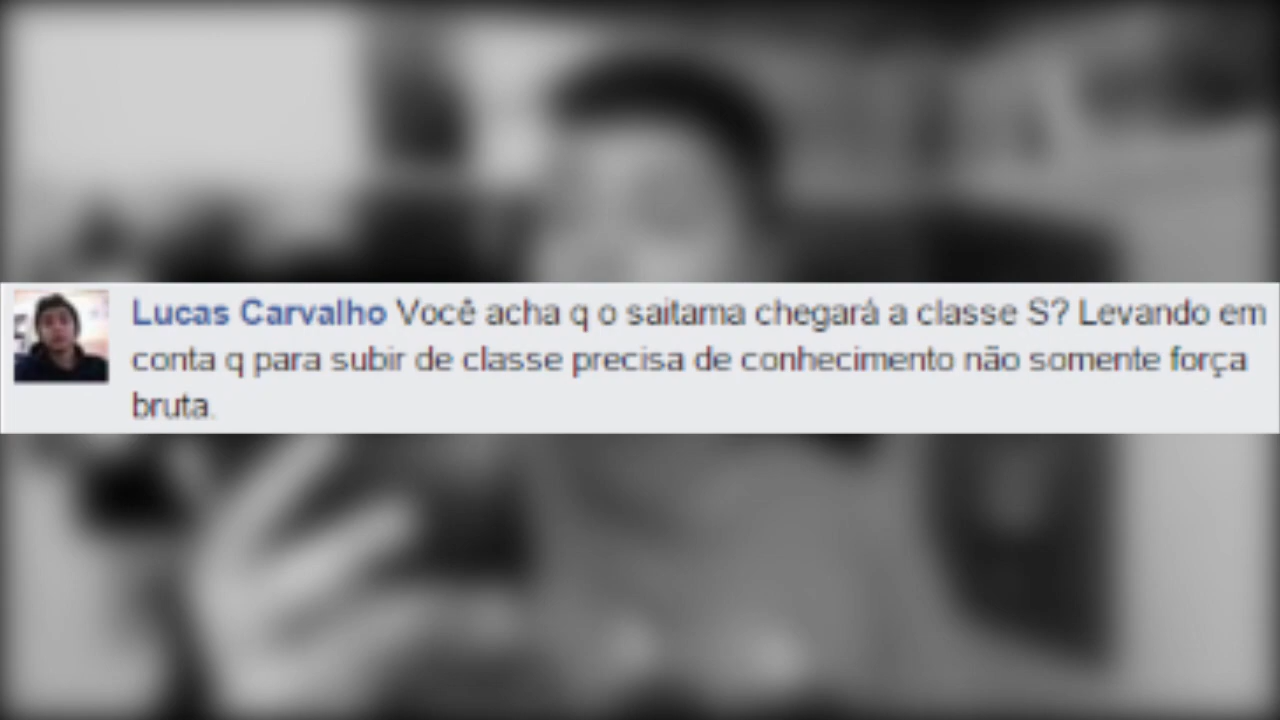 Lucas Carvalho Você acha q o saitama chegará a classe S? Levando em
conta q para subir de classe precisa de conhecimento não somente força
bruta.